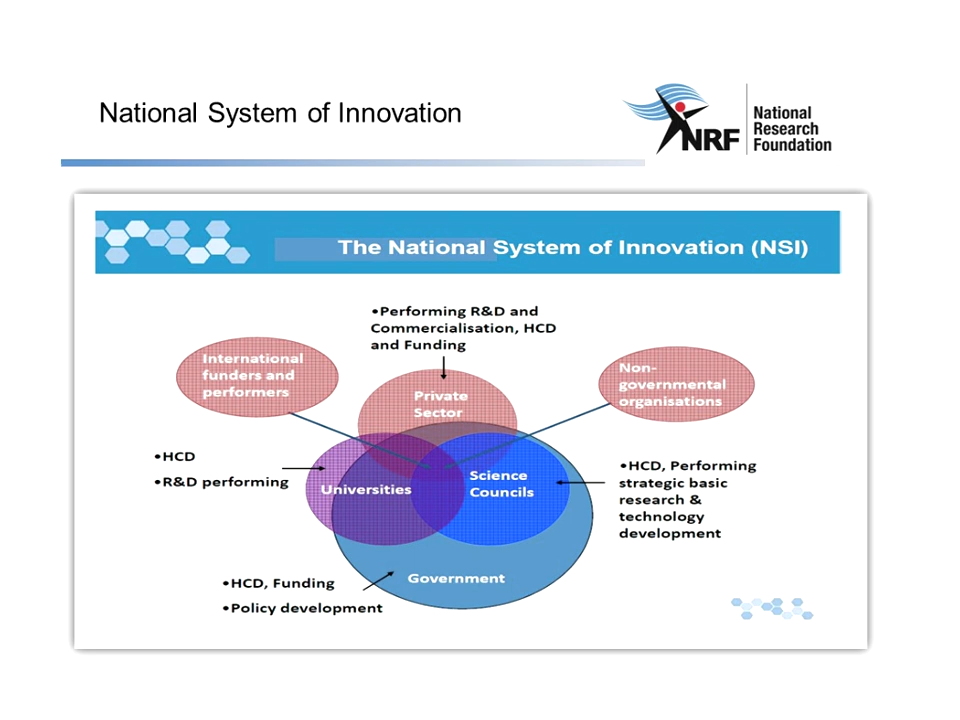 National System of Innovation
NRF
National
Research
Foundation
The National System of Innovation (NSI)
•Performing R&D and
Commercialisation, HCD
and Funding
International
funders and
performers
Non-
governmental
organisations
Private
Sector
•HCD
•R&D performing
Universities
Science
Councils
•HCD, Performing
strategic basic
research &
technology
development
•HCD, Funding
•Policy development
Government